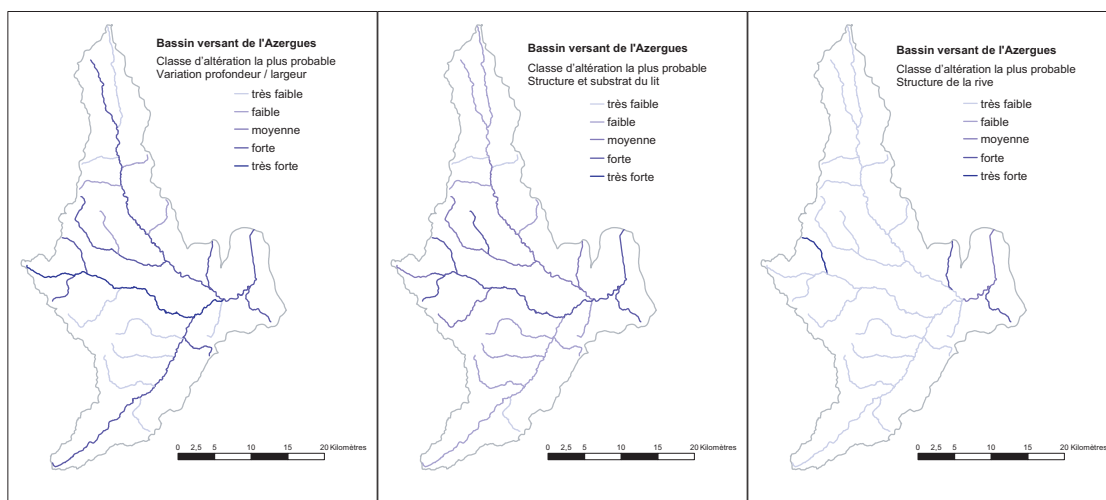 Bassin versant de l'Azergues
Classe d'altération la plus probable
Variation profondeur / largeur
très faible
faible
moyenne
forte
très forte
0 2,5 5 10 15 20 Kilomètres
Bassin versant de l'Azergues
Classe d'altération la plus probable
Structure et substrat du lit
très faible
faible
moyenne
forte
très forte
0 2,5 5 10 15 20 Kilomètres
Bassin versant de l'Azergues
Classe d'altération la plus probable
Structure de la rive
très faible
faible
moyenne
forte
très forte
0 2,5 5 10 15 20 Kilomètres